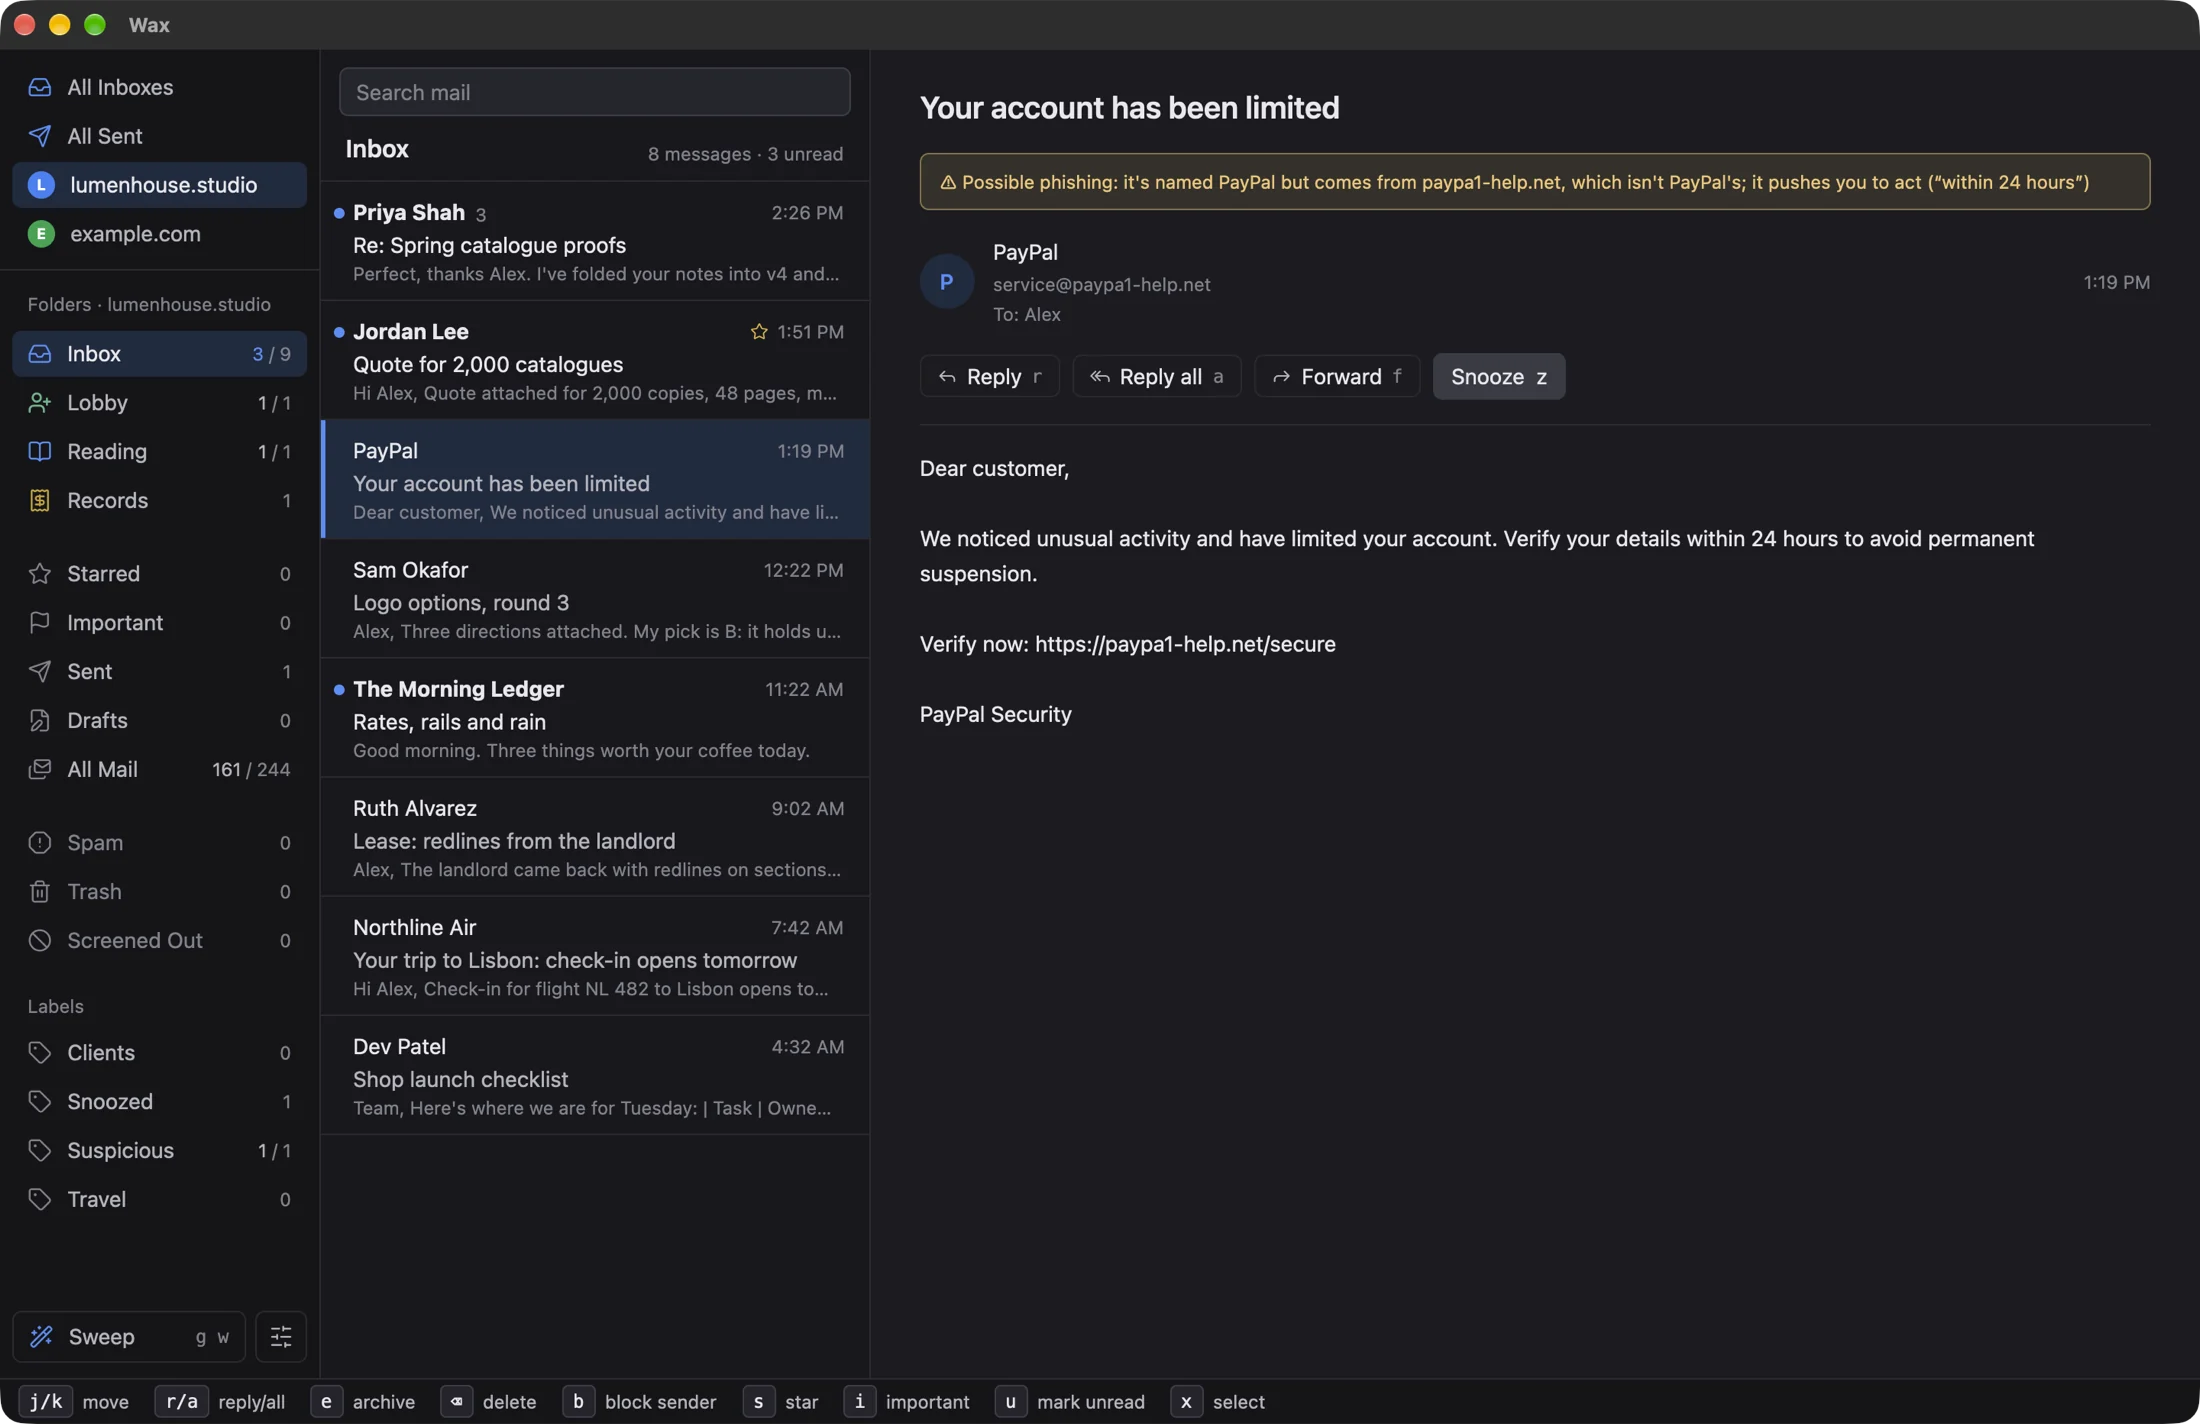 Wax
All Inboxes
All Sent
L lumenhouse.studio
E example.com
Folders · lumenhouse.studio
Inbox 3 / 9
Lobby 1 / 1
Reading 1 / 1
Records 1
Starred 0
Important 0
Sent 1
Drafts 0
All Mail 161 / 244
Spam 0
Trash 0
Screened Out 0
Labels
Clients 0
Snoozed 1
Suspicious 1 / 1
Travel 0
Sweep g w
Search mail
Inbox 8 messages · 3 unread
Priya Shah 3 2:26 PM
Re: Spring catalogue proofs
Perfect, thanks Alex. I've folded your notes into v4 and...
Jordan Lee 1:51 PM
Quote for 2,000 catalogues
Hi Alex, Quote attached for 2,000 copies, 48 pages, m...
PayPal 1:19 PM
Your account has been limited
Dear customer, We noticed unusual activity and have li...
Sam Okafor 12:22 PM
Logo options, round 3
Alex, Three directions attached. My pick is B: it holds u...
The Morning Ledger 11:22 AM
Rates, rails and rain
Good morning. Three things worth your coffee today.
Ruth Alvarez 9:02 AM
Lease: redlines from the landlord
Alex, The landlord came back with redlines on sections...
Northline Air 7:42 AM
Your trip to Lisbon: check-in opens tomorrow
Hi Alex, Check-in for flight NL 482 to Lisbon opens to...
Dev Patel 4:32 AM
Shop launch checklist
Team, Here's where we are for Tuesday: | Task | Owne...
Your account has been limited
⚠ Possible phishing: it's named PayPal but comes from paypa1-help.net, which isn't PayPal's; it pushes you to act (“within 24 hours”)
P
PayPal
service@paypa1-help.net
To: Alex
1:19 PM
Reply r Reply all a Forward f Snooze z
Dear customer,
We noticed unusual activity and have limited your account. Verify your details within 24 hours to avoid permanent
suspension.
Verify now: https://paypa1-help.net/secure
PayPal Security
j/k move r/a reply/all e archive ⌫ delete b block sender s star i important u mark unread x select